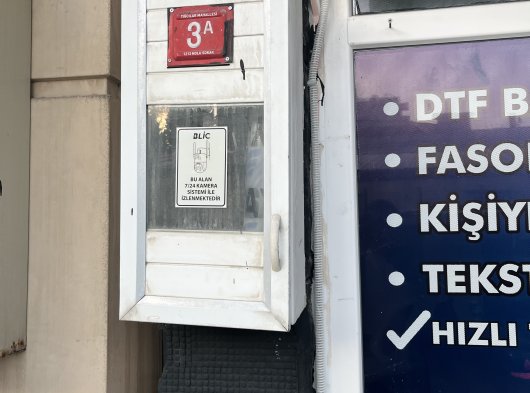 3A
BLIC
BU ALAN
7/24 KAMERA
SİSTEMİ İLE
İZLENMEKTEDİR
DTF B
FASO
KİŞİY
TEKST
HIZLI